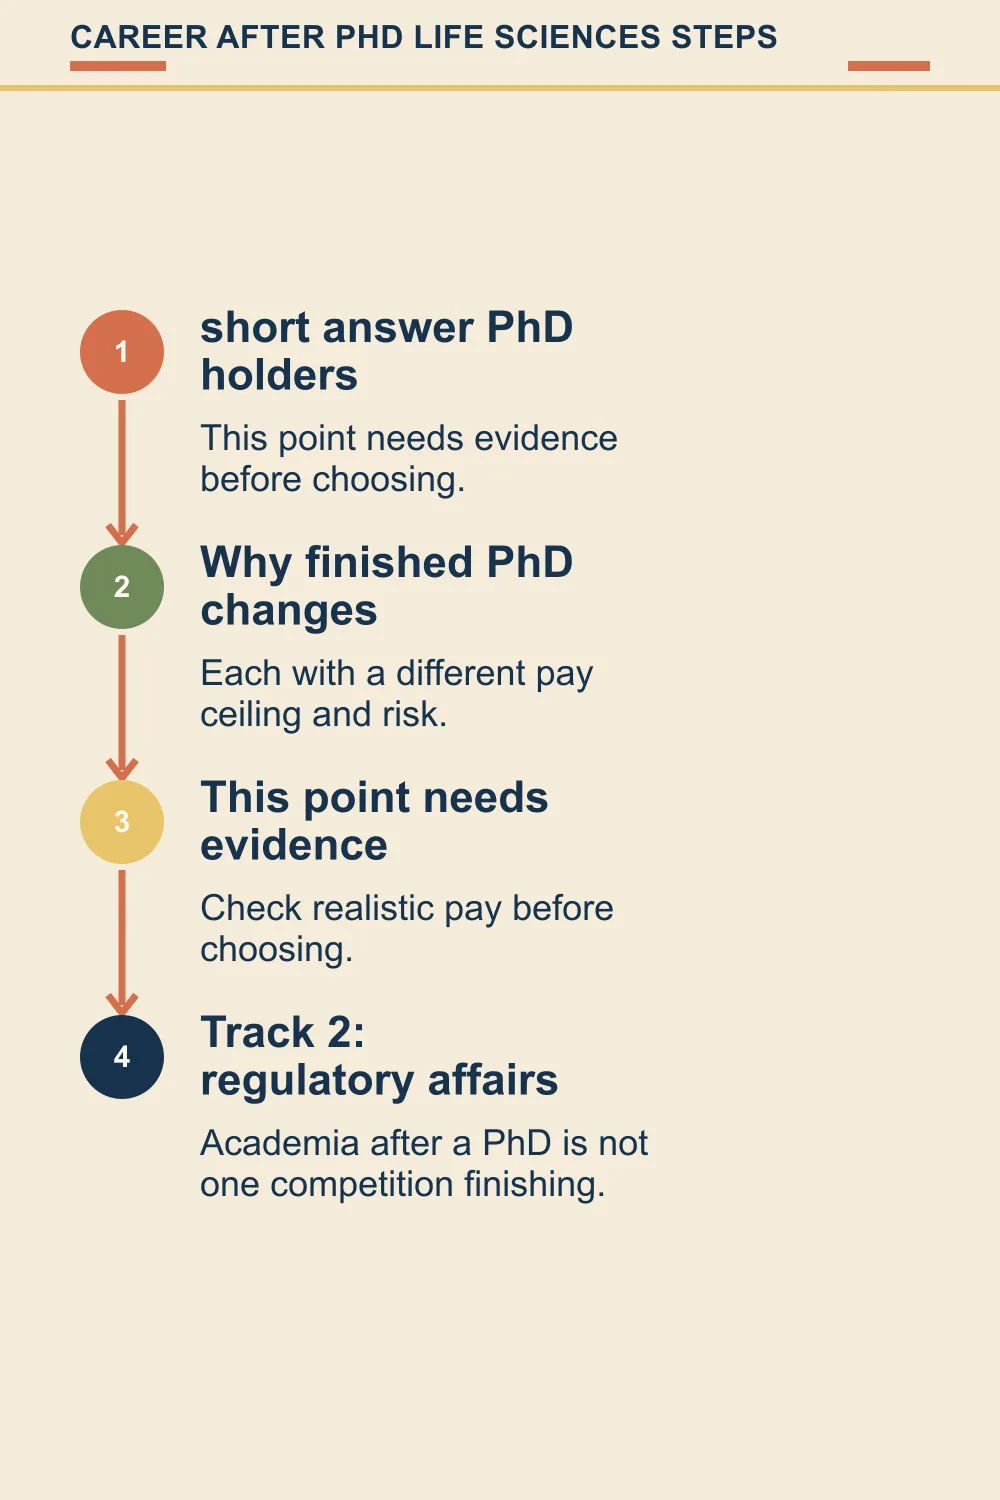 CAREER AFTER PHD LIFE SCIENCES STEPS
1
short answer PhD
holders
This point needs evidence
before choosing.
2
Why finished PhD
changes
Each with a different pay
ceiling and risk.
3
This point needs
evidence
Check realistic pay before
choosing.
4
Track 2:
regulatory affairs
Academia after a PhD is not
one competition finishing.